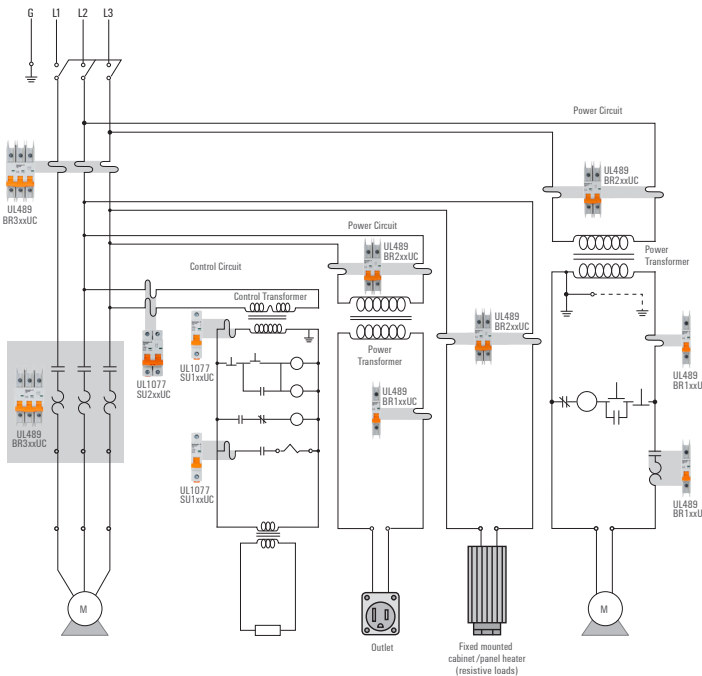 G L1 L2 L3
Power Circuit
UL489
BR3xxUC
UL489
BR2xxUC
Power Circuit
UL489
BR2xxUC
Power
Transformer
Control Circuit
Control Transformer
UL489
BR2xxUC
UL1077
SU2xxUC
UL1077
SU1xxUC
Power
Transformer
UL489
BR1xxU
UL489
BR1xxUC
UL489
BR3xxUC
UL1077
SU1xxUC
UL489
BR1xxU
M
M
Outlet
Fixed mounted
cabinet/panel heater
(resistive loads)